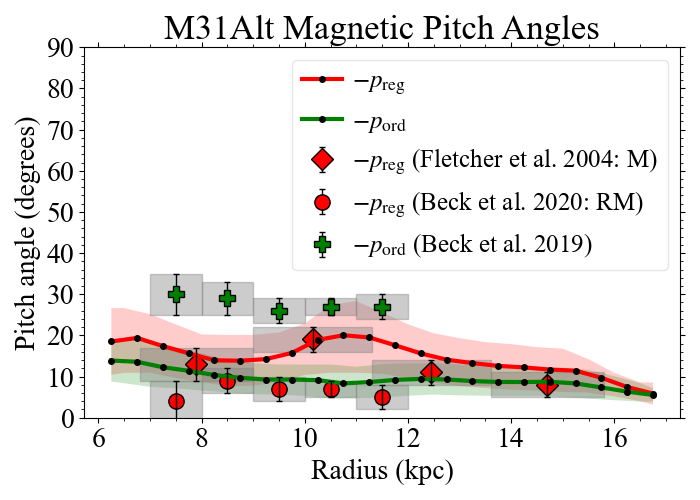 M31Alt Magnetic Pitch Angles
90
80
70
60
50
40
30
20
10
0
Pitch angle (degrees)
−p_reg
−p_ord
−p_reg (Fletcher et al. 2004: M)
−p_reg (Beck et al. 2020: RM)
−p_ord (Beck et al. 2019)
6 8 10 12 14 16
Radius (kpc)